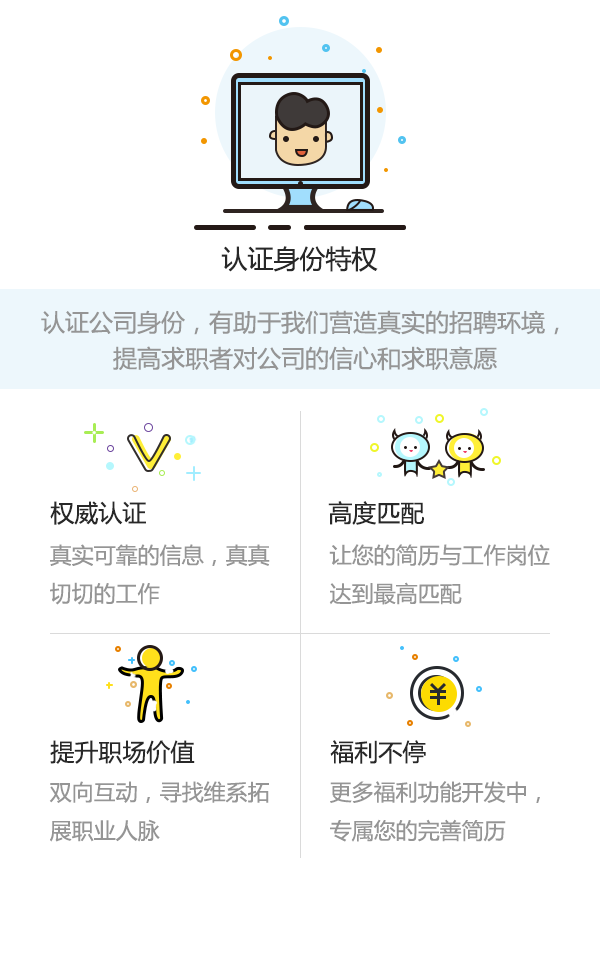 认证身份特权
认证公司身份，有助于我们营造真实的招聘环境，
提高求职者对公司的信心和求职意愿
权威认证
真实可靠的信息，真真
切切的工作
高度匹配
让您的简历与工作岗位
达到最高匹配
提升职场价值
双向互动，寻找维系拓
展职业人脉
¥
福利不停
更多福利功能开发中，
专属您的完善简历